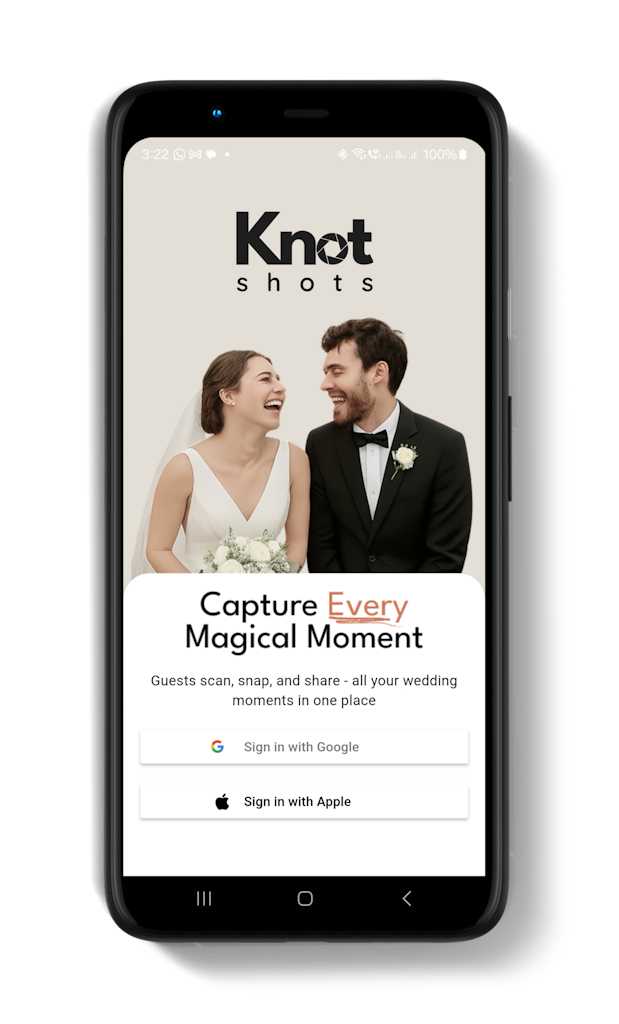 3:22 100%
Knot
shots
Capture Every
Magical Moment
Guests scan, snap, and share - all your wedding
moments in one place
Sign in with Google
Sign in with Apple